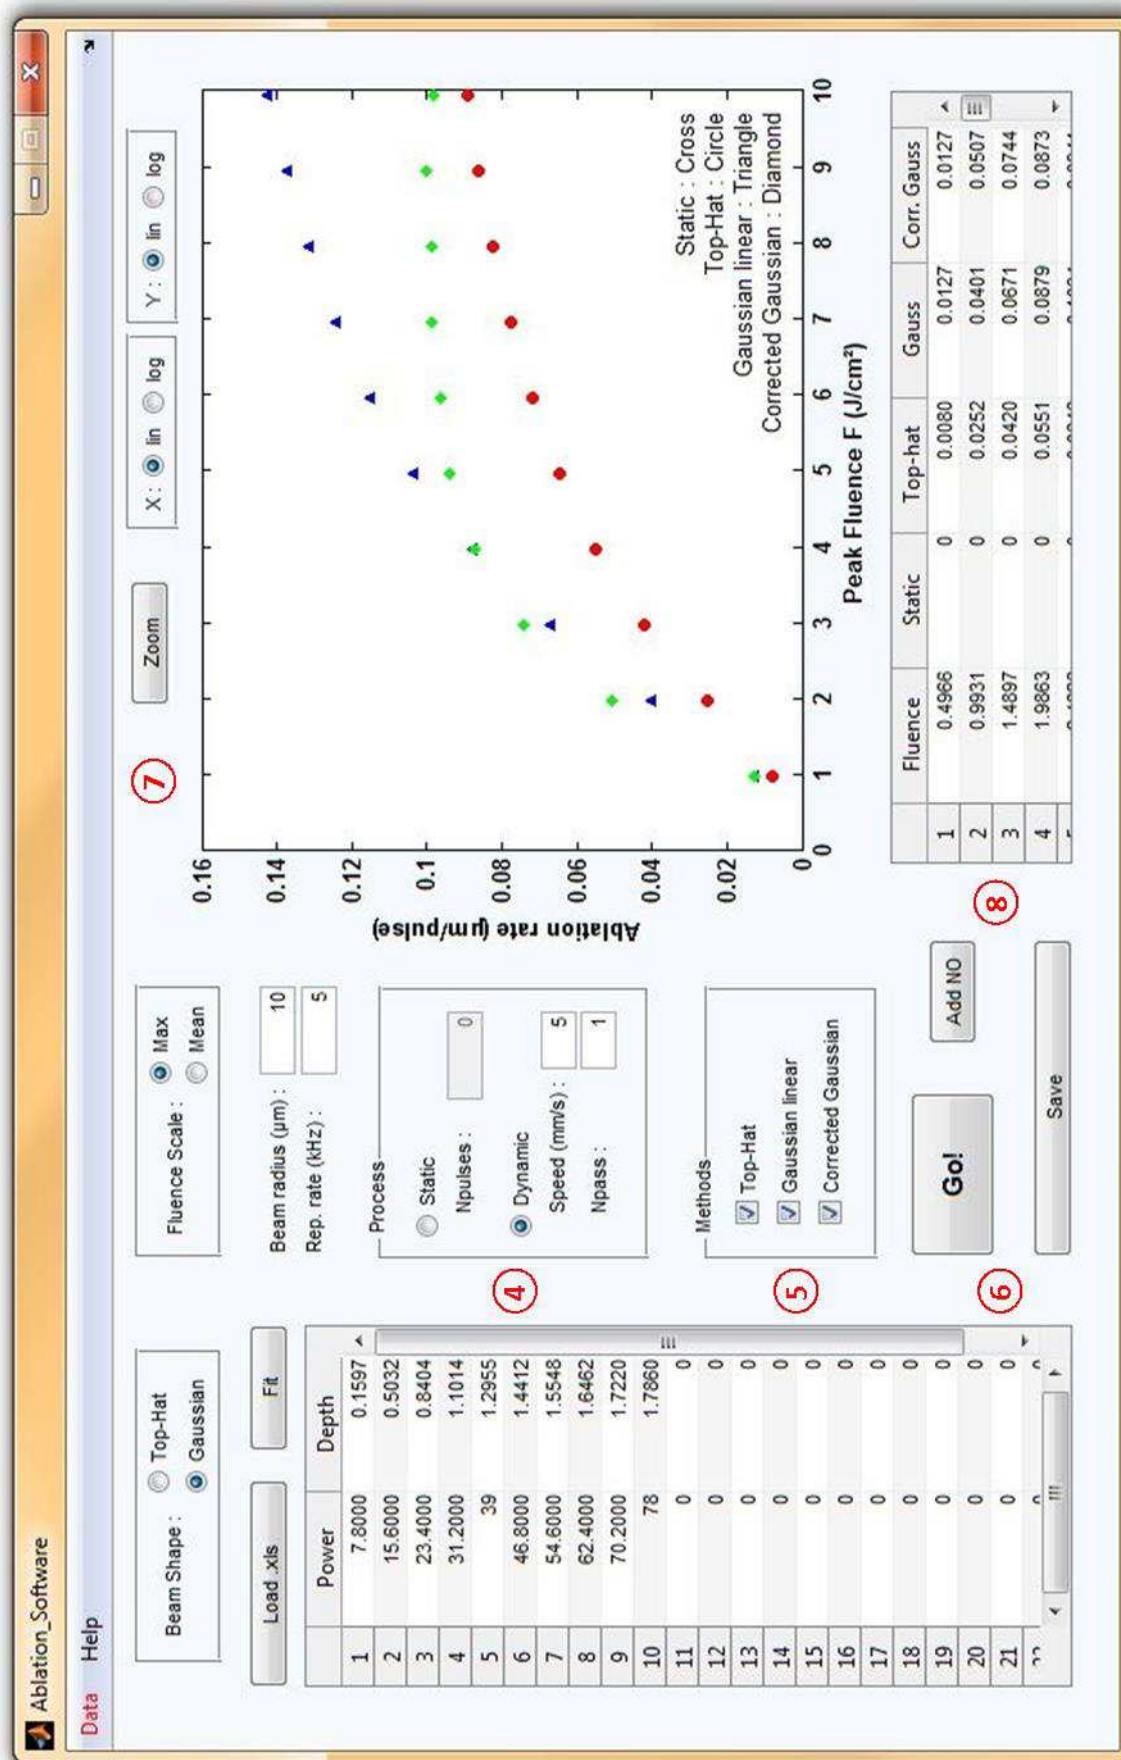 Ablation_Software
Data Help
Beam Shape : Top-Hat
Gaussian
Fluence Scale : Max
Mean
Zoom
X : lin log
Y : lin log
Load .xls
Fit
Power Depth
1 7.8000 0.1597
2 15.6000 0.5032
3 23.4000 0.8404
4 31.2000 1.1014
5 39 1.2955
6 46.8000 1.4412
7 54.6000 1.5548
8 62.4000 1.6462
9 70.2000 1.7220
10 78 1.7860
11 0 0
12 0 0
13 0 0
14 0 0
15 0 0
16 0 0
17 0 0
18 0 0
19 0 0
20 0 0
21 0 0
Beam radius (µm) : 10
Rep. rate (kHz) : 5
Process
Static
Npulses : 0
Dynamic
Speed (mm/s) : 5
Npass : 1
4
Methods
Top-Hat
Gaussian linear
Corrected Gaussian
5
Go!
Add NO
Save
6
7
0.16
0.14
0.12
0.1
0.08
0.06
0.04
0.02
0
Ablation rate (µm/pulse)
0 1 2 3 4 5 6 7 8 9 10
Peak Fluence F (J/cm²)
Static : Cross
Top-Hat : Circle
Gaussian linear : Triangle
Corrected Gaussian : Diamond
8
Fluence Static Top-hat Gauss Corr. Gauss
1 0.4966 0 0.0080 0.0127 0.0127
2 0.9931 0 0.0252 0.0401 0.0507
3 1.4897 0 0.0420 0.0671 0.0744
4 1.9863 0 0.0551 0.0879 0.0873